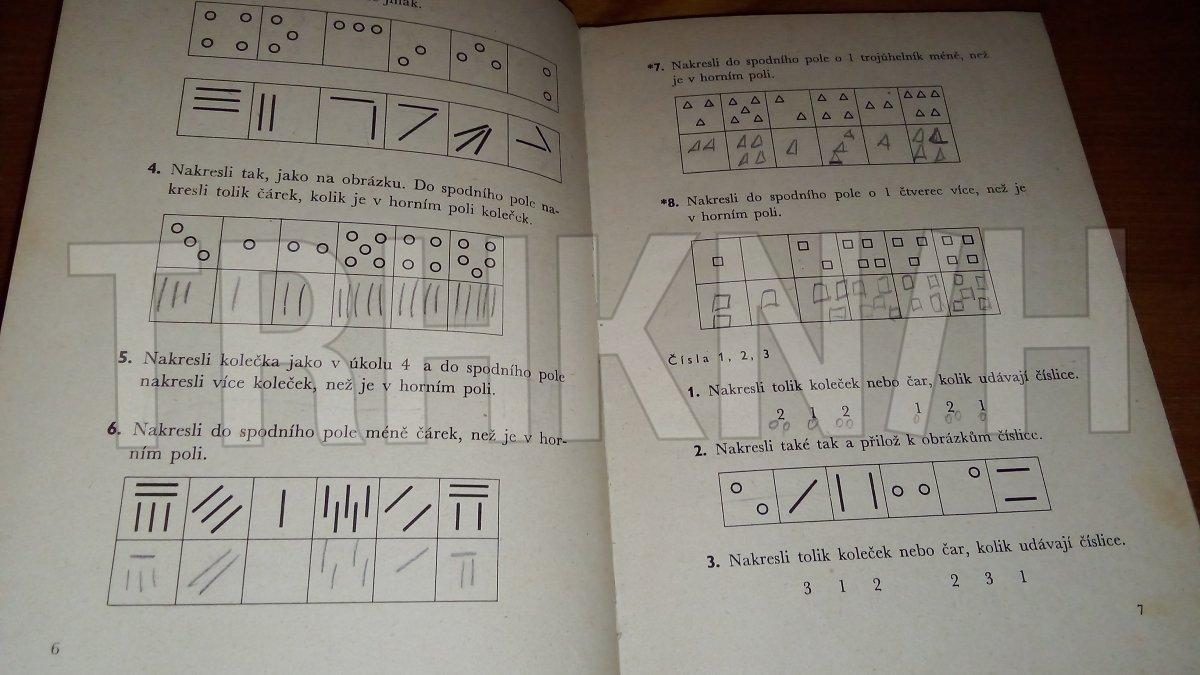 jinak.
4. Nakresli tak, jako na obrázku. Do spodního pole na-
kresli tolik čárek, kolik je v horním poli koleček.
5. Nakresli kolečka jako v úkolu 4 a do spodního pole
nakresli více koleček, než je v horním poli.
6. Nakresli do spodního pole méně čárek, než je v hor-
ním poli.
6
*7. Nakresli do spodního pole o 1 trojúhelník méně, než
je v horním poli.
*8. Nakresli do spodního pole o 1 čtverec více, než je
v horním poli.
Čísla 1, 2, 3
1. Nakresli tolik koleček nebo čar, kolik udávají číslice.
2 1 2 1 2 1
2. Nakresli také tak a přilož k obrázkům číslice.
3. Nakresli tolik koleček nebo čar, kolik udávají číslice.
3 1 2 2 3 1
7
TRHKNIH